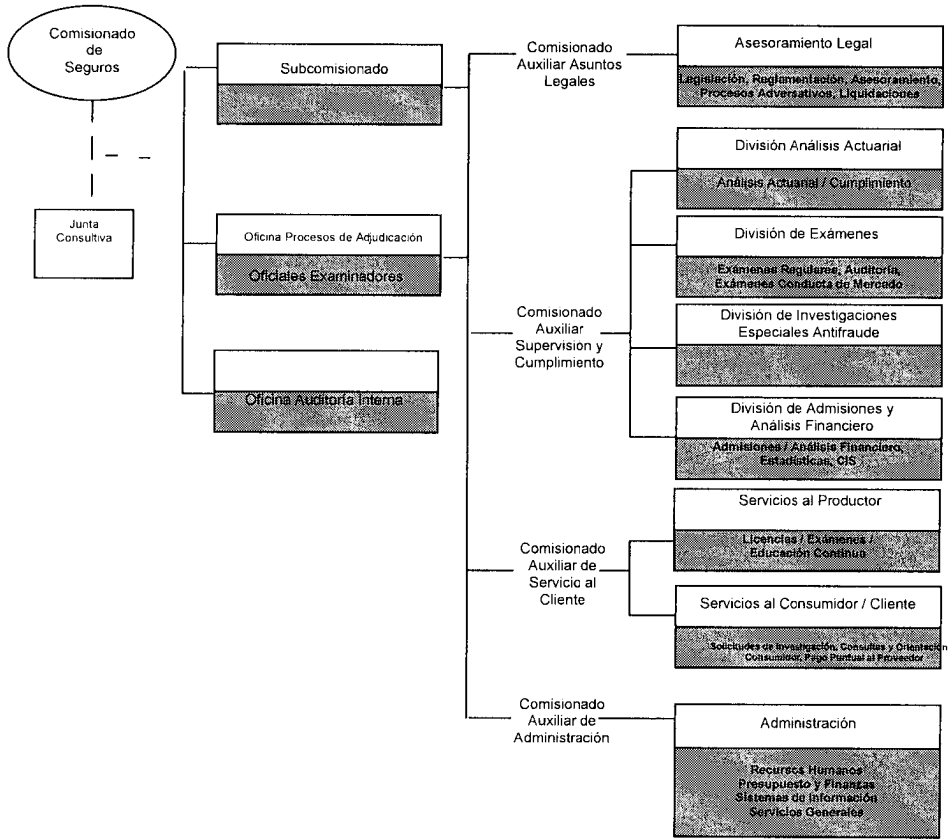 Comisionado
de
Seguros
Junta
Consultiva
Subcomisionado
Oficina Procesos de Adjudicación
Oficiales Examinadores
Oficina Auditoría Interna
Comisionado
Auxiliar Asuntos
Legales
Asesoramiento Legal
Legislación, Reglamentación, Asesoramiento,
Procesos Adversativos, Liquidaciones
Comisionado
Auxiliar
Supervisión y
Cumplimiento
División Análisis Actuarial
Análisis Actuarial / Cumplimiento
División de Exámenes
Exámenes Regulares, Auditoría,
Exámenes Conducta de Mercado
División de Investigaciones
Especiales Antifraude
División de Admisiones y
Análisis Financiero
Admisiones / Análisis Financiero,
Estadísticas, CIS
Comisionado
Auxiliar de
Servicio al
Cliente
Servicios al Productor
Licencias / Exámenes /
Educación Continua
Servicios al Consumidor / Cliente
Solicitudes de Investigación, Consultas y Orientación
Consumidor, Pago Puntual al Proveedor
Comisionado
Auxiliar de
Administración
Administración
Recursos Humanos
Presupuesto y Finanzas
Sistemas de Información
Servicios Generales